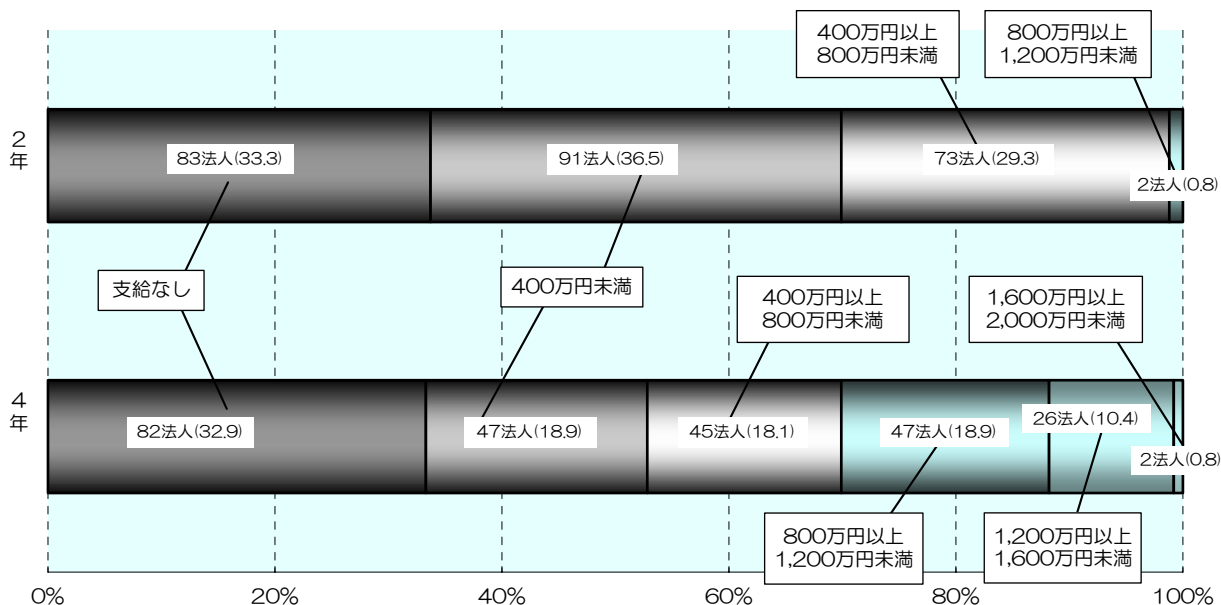 400万円以上
800万円未満
800万円以上
1,200万円未満
2
年
83法人(33.3)
91法人(36.5)
73法人(29.3)
2法人(0.8)
支給なし
400万円未満
400万円以上
800万円未満
1,600万円以上
2,000万円未満
4
年
82法人(32.9)
47法人(18.9)
45法人(18.1)
47法人(18.9)
26法人(10.4)
2法人(0.8)
800万円以上
1,200万円未満
1,200万円以上
1,600万円未満
0%
20%
40%
60%
80%
100%